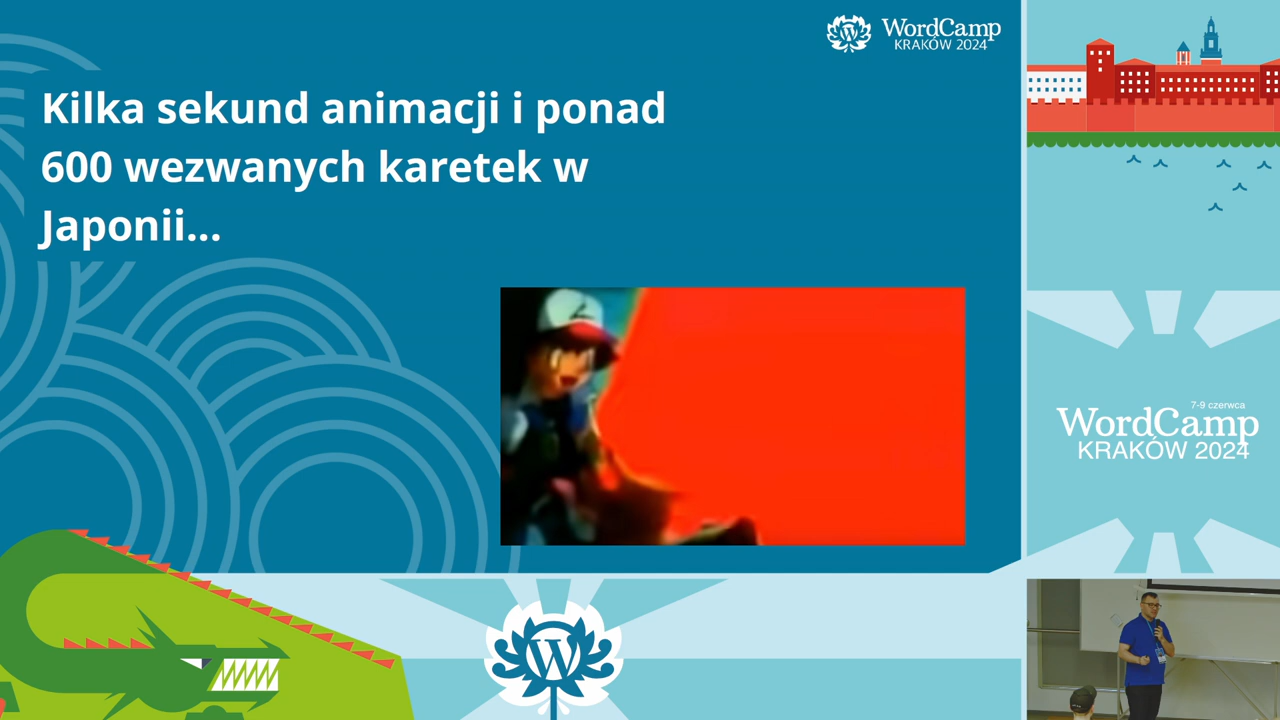 WordCamp
KRAKÓW 2024
Kilka sekund animacji i ponad
600 wezwanych karetek w
Japonii...
7-9 czerwca
WordCamp
KRAKÓW 2024